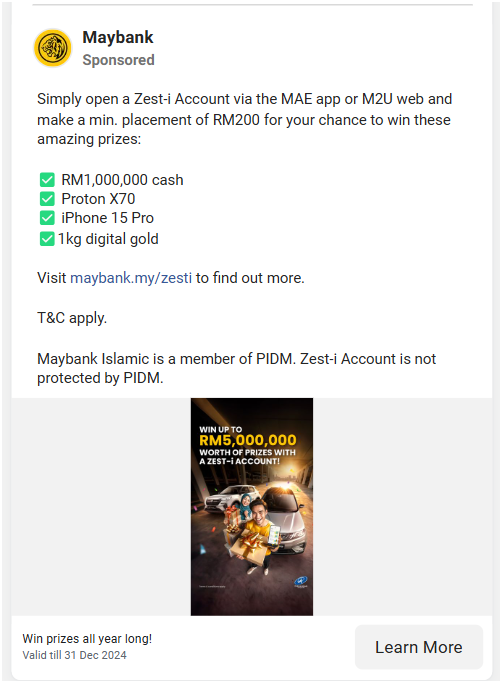 Maybank
Sponsored
Simply open a Zest-i Account via the MAE app or M2U web and
make a min. placement of RM200 for your chance to win these
amazing prizes:
✅ RM1,000,000 cash
✅ Proton X70
✅ iPhone 15 Pro
✅1kg digital gold
Visit maybank.my/zesti to find out more.
T&C apply.
Maybank Islamic is a member of PIDM. Zest-i Account is not
protected by PIDM.
WIN UP TO
RM5,000,000
WORTH OF PRIZES WITH
A ZEST-i ACCOUNT!
Win prizes all year long!
Valid till 31 Dec 2024
Learn More